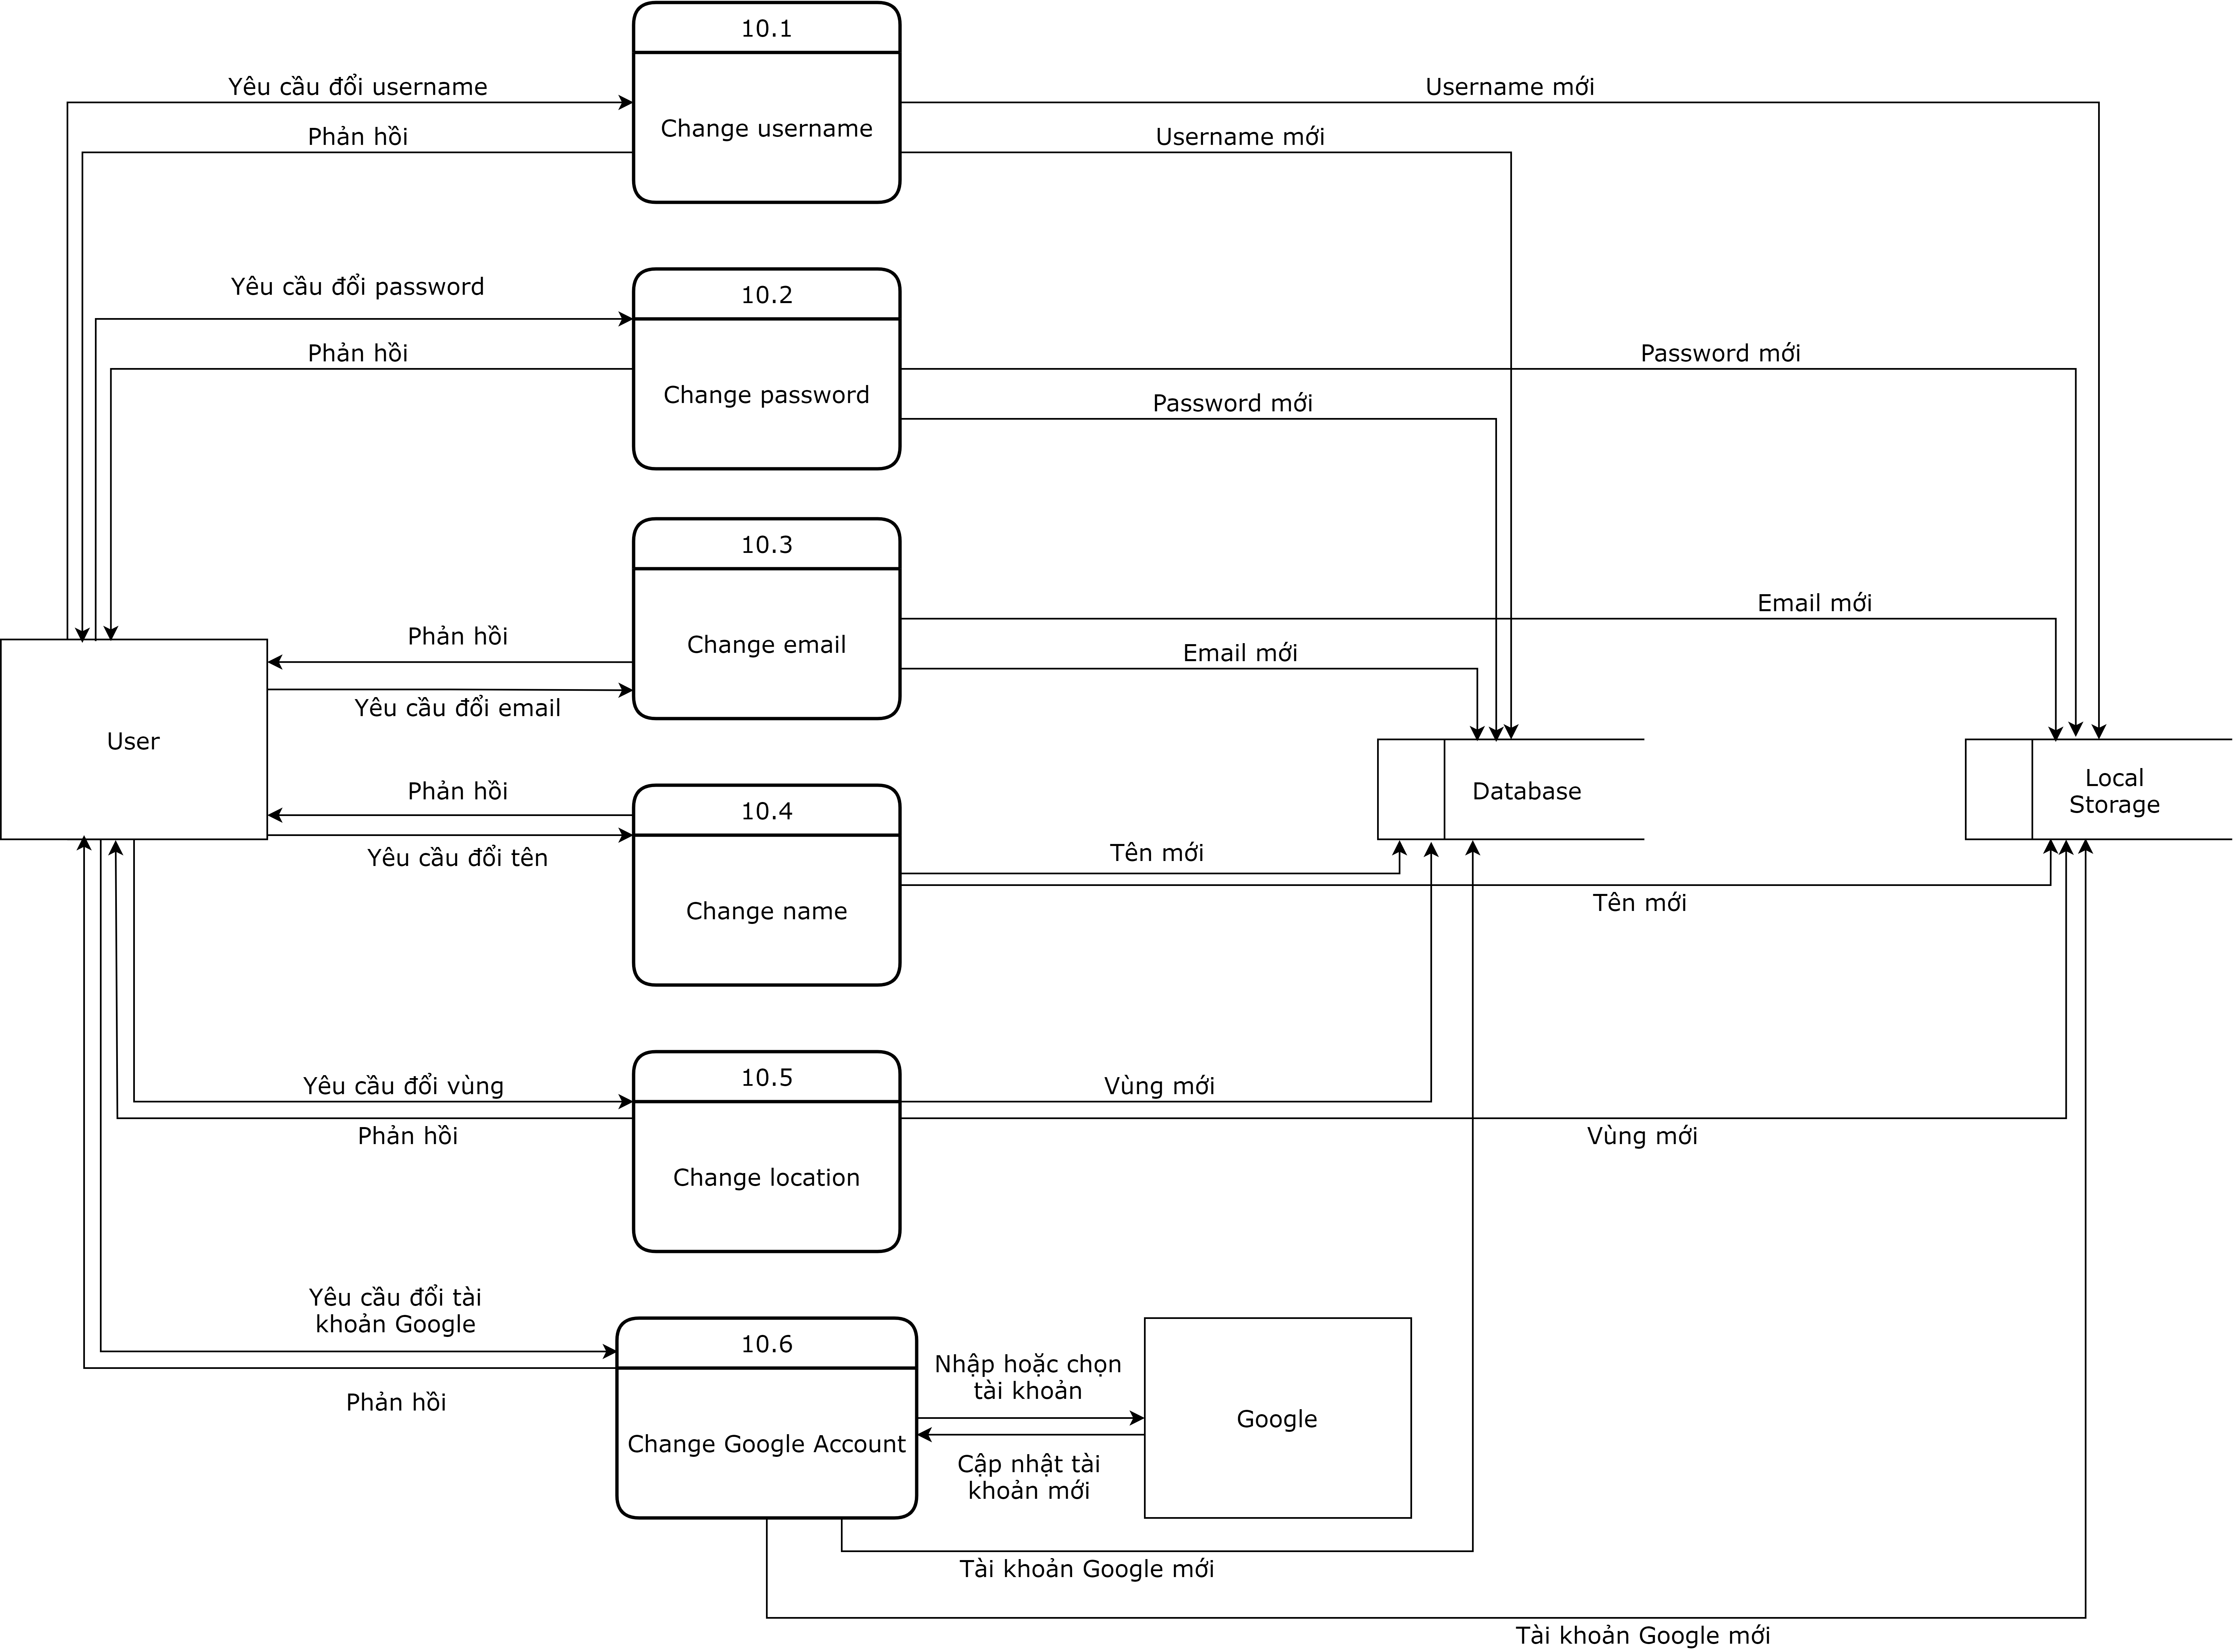 10.1
Yêu cầu đổi username
Username mới
Change username
Phản hồi
Username mới
10.2
Yêu cầu đổi password
Phản hồi
Password mới
Change password
Password mới
10.3
Email mới
Phản hồi
Change email
Email mới
Yêu cầu đổi email
User
Database
Local
Storage
Phản hồi
10.4
Yêu cầu đổi tên
Tên mới
Change name
Tên mới
10.5
Yêu cầu đổi vùng
Vùng mới
Phản hồi
Vùng mới
Change location
Yêu cầu đổi tài
khoản Google
10.6
Nhập hoặc chọn
tài khoản
Phản hồi
Google
Change Google Account
Cập nhật tài
khoản mới
Tài khoản Google mới
Tài khoản Google mới